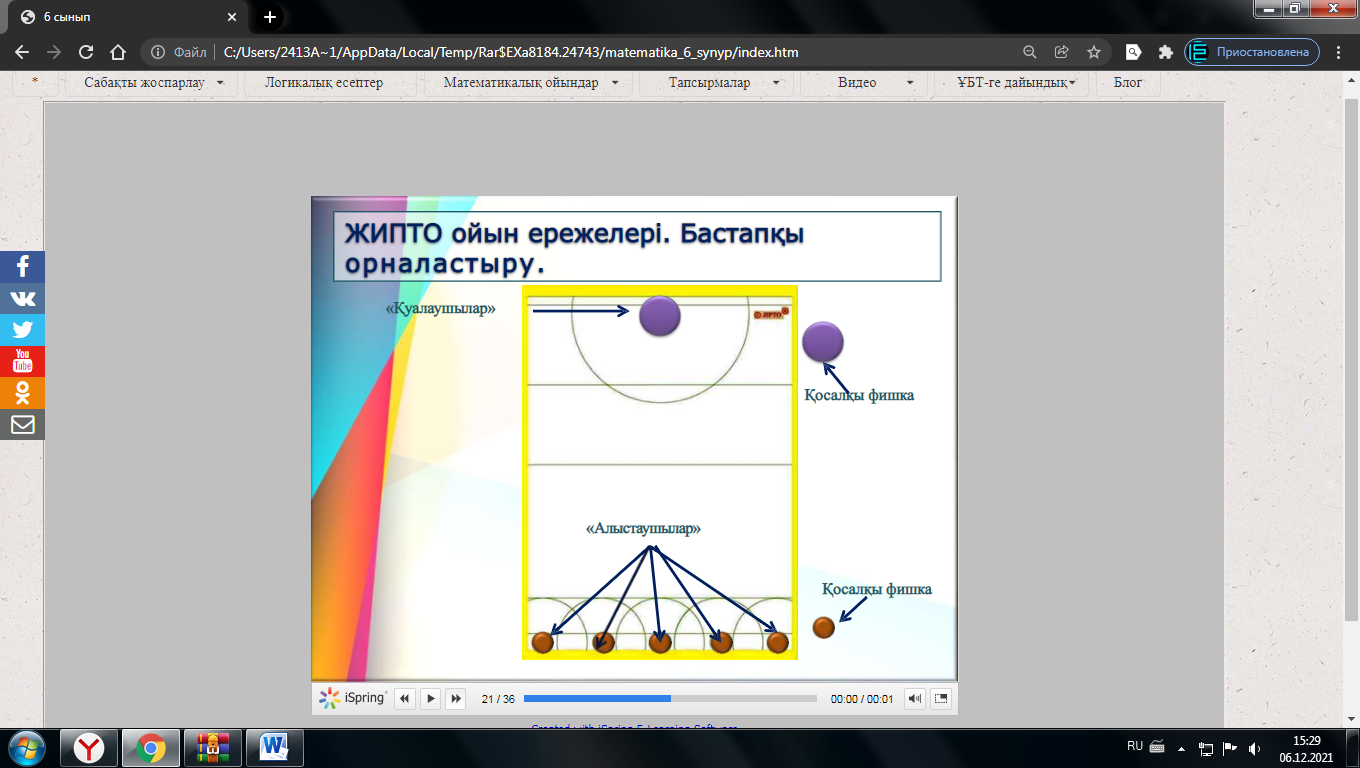 6 сынып
Файл
C:/Users/2413A~1/AppData/Local/Temp/Rar$EXa8184.24743/matematika_6_synyp/index.htm
Приостановлена
*
Сабақты жоспарлау
Логикалық есептер
Математикалық ойындар
Тапсырмалар
Видео
ҰБТ-ге дайындық
Блог
ЖИПТО ойын ережелері. Бастапқы
орналастыру.
«Қуалаушылар»
Қосалқы фишка
«Алыстаушылар»
Қосалқы фишка
You
Tube
iSpring
21 / 36
00:00 / 00:01
RU
15:29
06.12.2021